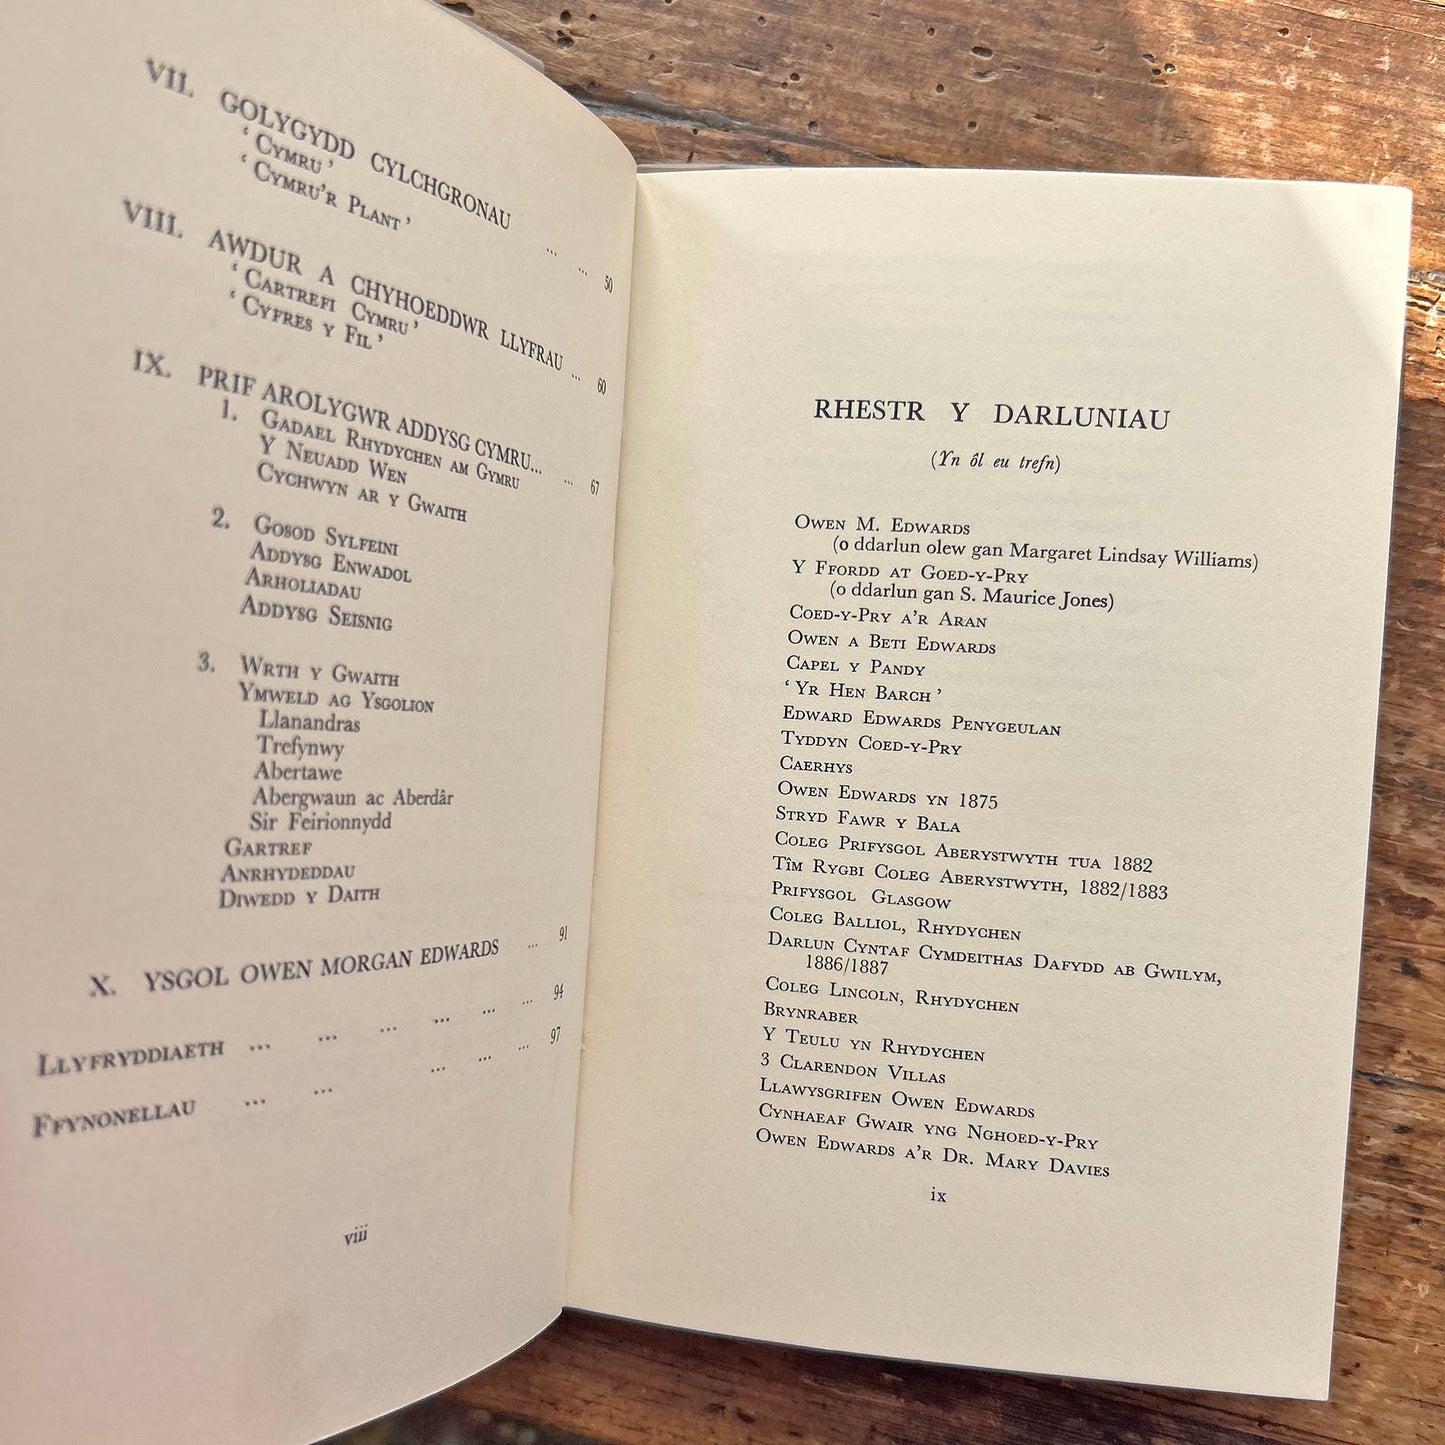 VII. GOLYGYDD CYLCHGRONAU ... ... 50
‘Cymru’
‘Cymru’r Plant’
VIII. AWDUR A CHYHOEDDWR LLYFRAU ... 60
‘Cartrefi Cymru’
‘Cyfres y Fil’
IX. PRIF AROLYGWR ADDYSG CYMRU... ... 67
1. Gadael Rhydychen am Gymru
Y Neuadd Wen
Cychwyn ar y Gwaith
2. Gosod Sylfeini
Addysg Enwadol
Arholiadau
Addysg Seisnig
3. Wrth y Gwaith
Ymweld ag Ysgolion
Llanandras
Trefynwy
Abertawe
Abergwaun ac Aberdâr
Sir Feirionnydd
Gartref
Anrhydeddau
Diwedd y Daith
X. YSGOL OWEN MORGAN EDWARDS ... 91
Llyfryddiaeth ... ... ... ... ... ... 94
Ffynonellau ... ... ... ... ... 97
viii
RHESTR Y DARLUNIAU
(Yn ôl eu trefn)
Owen M. Edwards
(o ddarlun olew gan Margaret Lindsay Williams)
Y Ffordd at Goed-y-Pry
(o ddarlun gan S. Maurice Jones)
Coed-y-Pry a’r Aran
Owen a Beti Edwards
Capel y Pandy
‘Yr Hen Barch’
Edward Edwards Penygeulan
Tyddyn Coed-y-Pry
Caerhys
Owen Edwards yn 1875
Stryd Fawr y Bala
Coleg Prifysgol Aberystwyth tua 1882
Tîm Rygbi Coleg Aberystwyth, 1882/1883
Prifysgol Glasgow
Coleg Balliol, Rhydychen
Darlun Cyntaf Cymdeithas Dafydd ab Gwilym,
1886/1887
Coleg Lincoln, Rhydychen
Brynraber
Y Teulu yn Rhydychen
3 Clarendon Villas
Llawysgrifen Owen Edwards
Cynhaeaf Gwair yng Nghoed-y-Pry
Owen Edwards a’r Dr. Mary Davies
ix